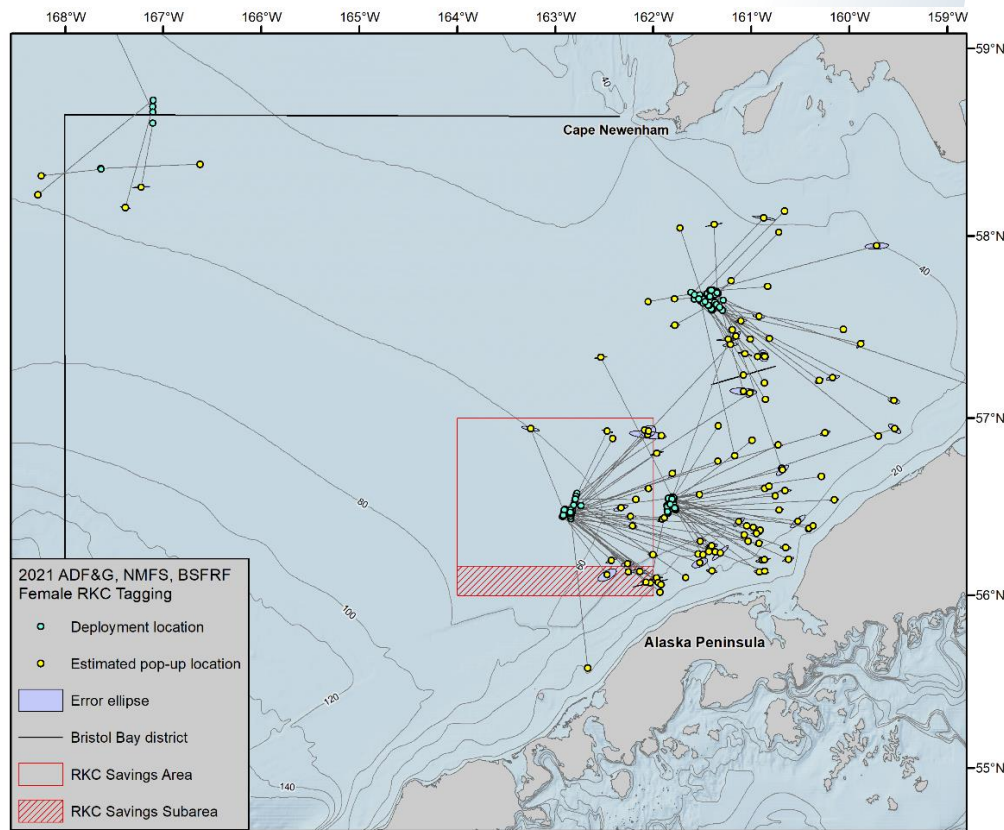 168°W 167°W 166°W 165°W 164°W 163°W 162°W 161°W 160°W 159°W
59°N
40
Cape Newenham
58°N
40
57°N
20
80
60
56°N
100
Alaska Peninsula
120
55°N
140
2021 ADF&G, NMFS, BSFRF
Female RKC Tagging
Deployment location
Estimated pop-up location
Error ellipse
Bristol Bay district
RKC Savings Area
RKC Savings Subarea